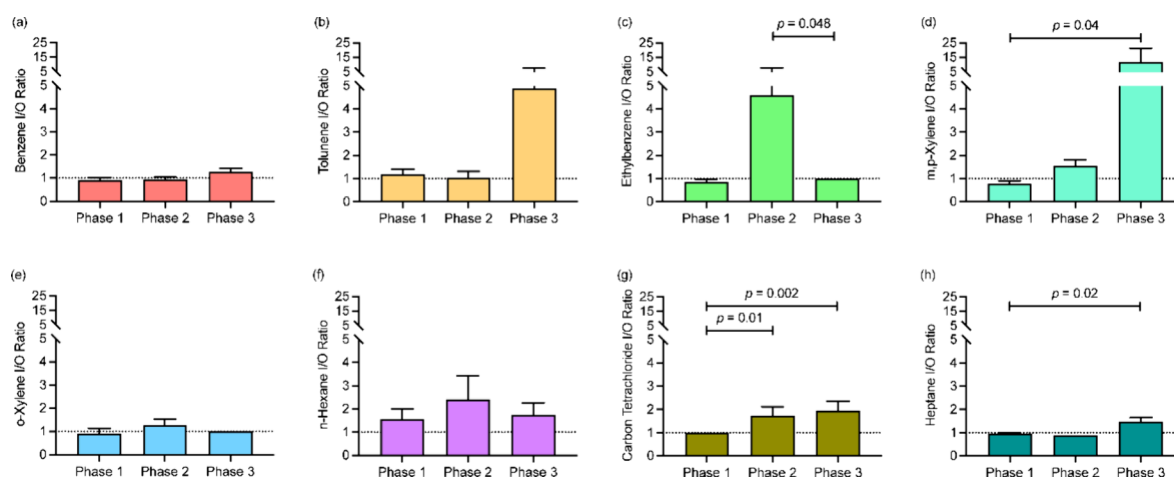 (a)
Benzene I/O Ratio
25
15
5
5
4
3
2
1
0
Phase 1 Phase 2 Phase 3
(b)
Tolunene I/O Ratio
25
15
5
5
4
3
2
1
0
Phase 1 Phase 2 Phase 3
(c)
p = 0.048
Ethylbenzene I/O Ratio
25
15
5
5
4
3
2
1
0
Phase 1 Phase 2 Phase 3
(d)
p = 0.04
m,p-Xylene I/O Ratio
25
15
5
5
4
3
2
1
0
Phase 1 Phase 2 Phase 3
(e)
o-Xylene I/O Ratio
25
15
5
5
4
3
2
1
0
Phase 1 Phase 2 Phase 3
(f)
n-Hexane I/O Ratio
25
15
5
5
4
3
2
1
0
Phase 1 Phase 2 Phase 3
(g)
p = 0.002
p = 0.01
Carbon Tetrachloride I/O Ratio
25
15
5
5
4
3
2
1
0
Phase 1 Phase 2 Phase 3
(h)
p = 0.02
Heptane I/O Ratio
25
15
5
5
4
3
2
1
0
Phase 1 Phase 2 Phase 3